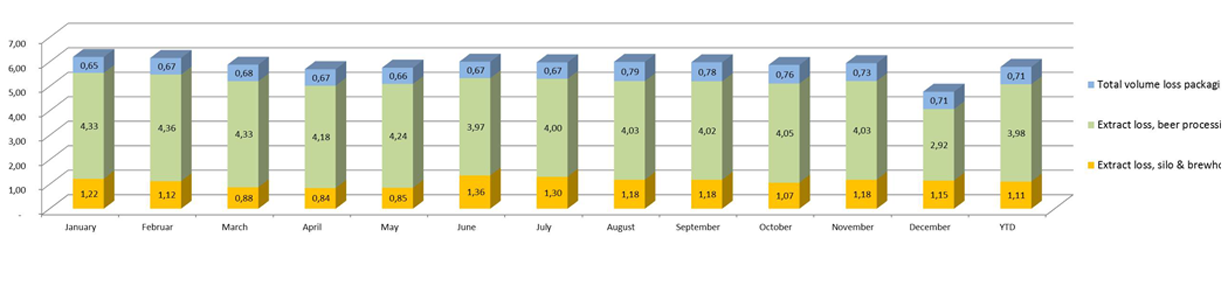 7,00
6,00
5,00
4,00
3,00
2,00
1,00
-
0,65 0,67 0,68 0,67 0,66 0,67 0,67 0,79 0,78 0,76 0,73 0,71 0,71
4,33 4,36 4,33 4,18 4,24 3,97 4,00 4,03 4,02 4,05 4,03 2,92 3,98
1,22 1,12 0,88 0,84 0,85 1,36 1,30 1,18 1,18 1,07 1,18 1,15 1,11
January Februar March April May June July August September October November December YTD
Total volume loss packagi
Extract loss, beer processi
Extract loss, silo & brewho